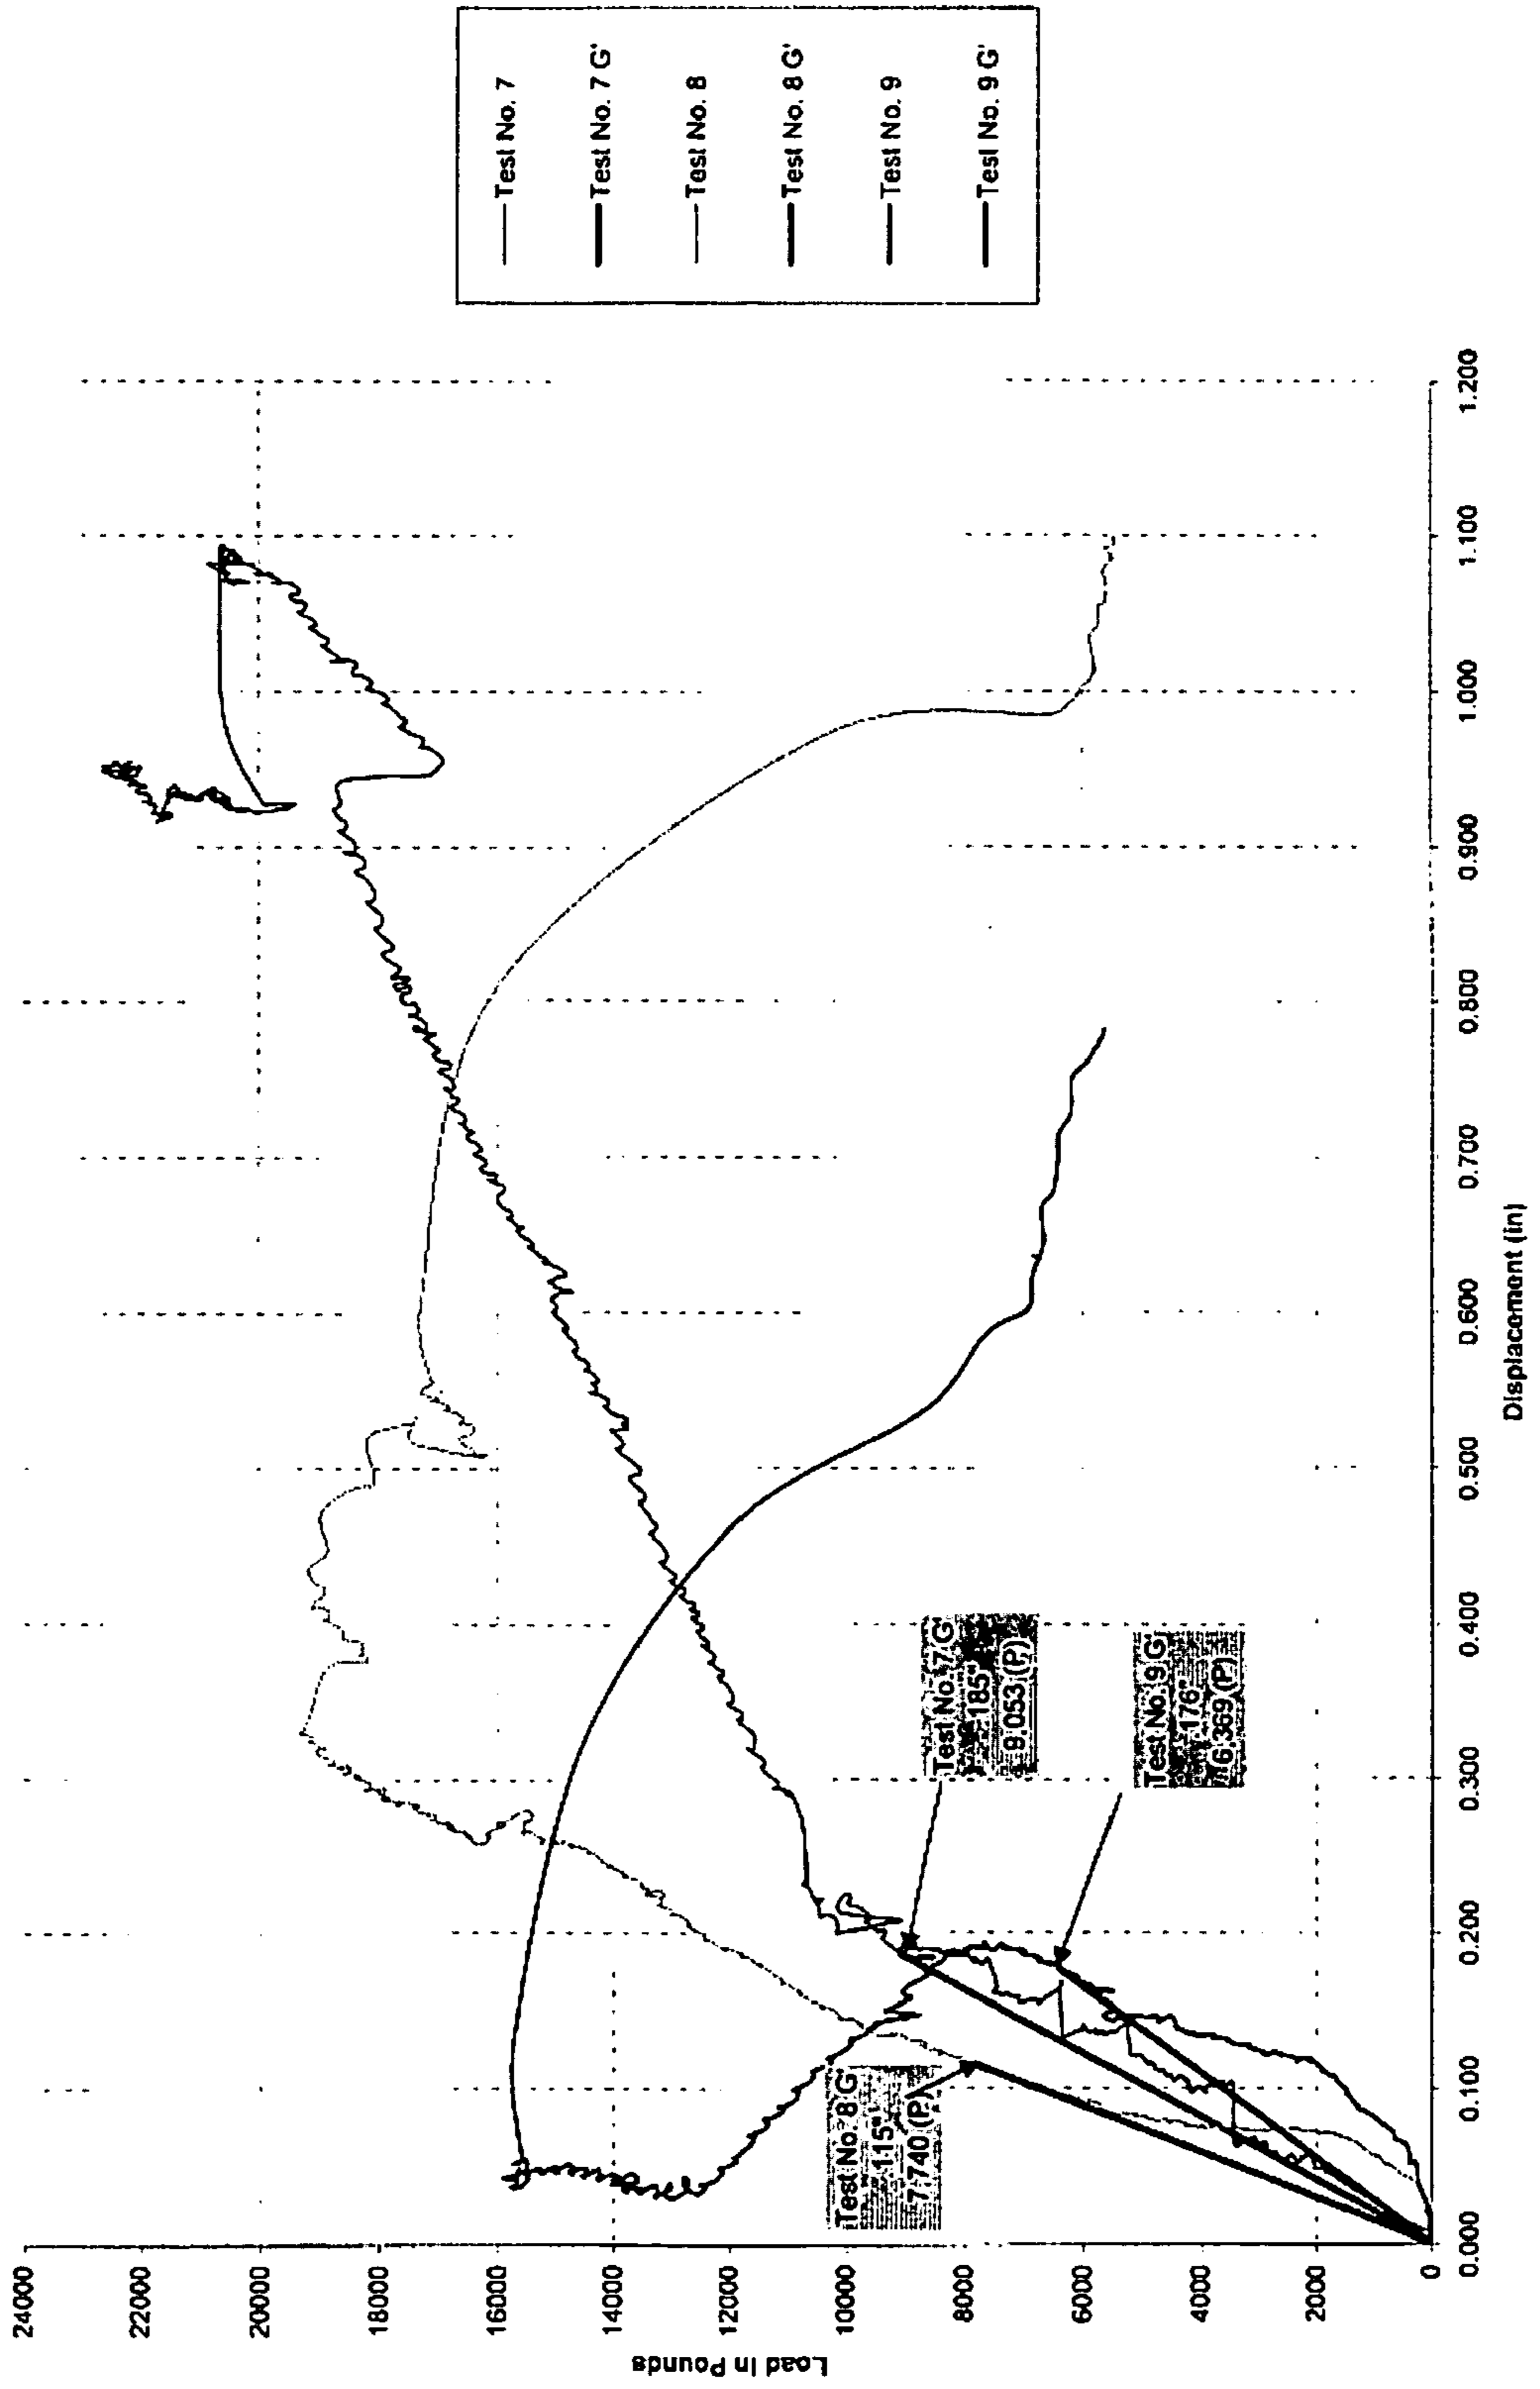 24000
22000
20000
18000
16000
14000
12000
10000
8000
6000
4000
2000
0
Load in Pounds
0.000
0.100
0.200
0.300
0.400
0.500
0.600
0.700
0.800
0.900
1.000
1.100
1.200
Displacement (in)
Test No. 8 G'
.115"
7,740 (P)
Test No. 7 G'
.185"
9,053 (P)
Test No. 9 G'
.176"
6,369 (P)
Test No. 7
Test No. 7 G'
Test No. 8
Test No. 8 G'
Test No. 9
Test No. 9 G'